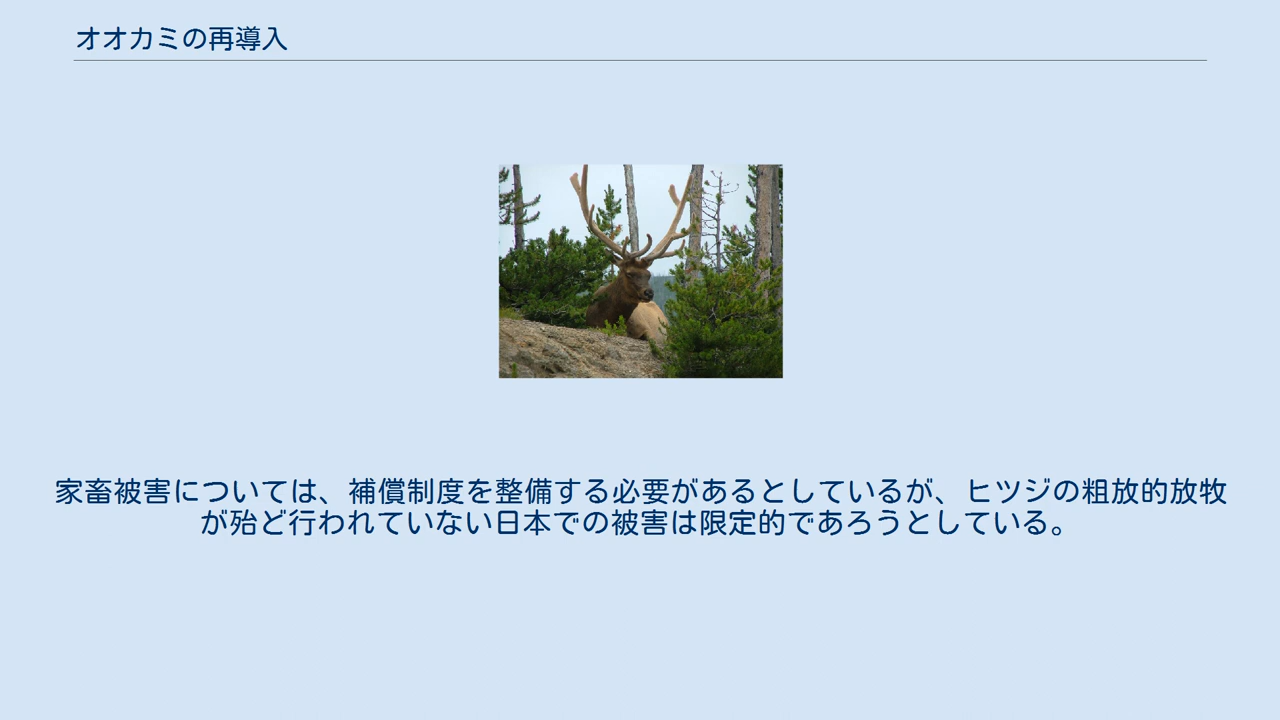 オオカミの再導入
家畜被害については、補償制度を整備する必要があるとしているが、ヒツジの粗放的放牧
が殆ど行われていない日本での被害は限定的であろうとしている。